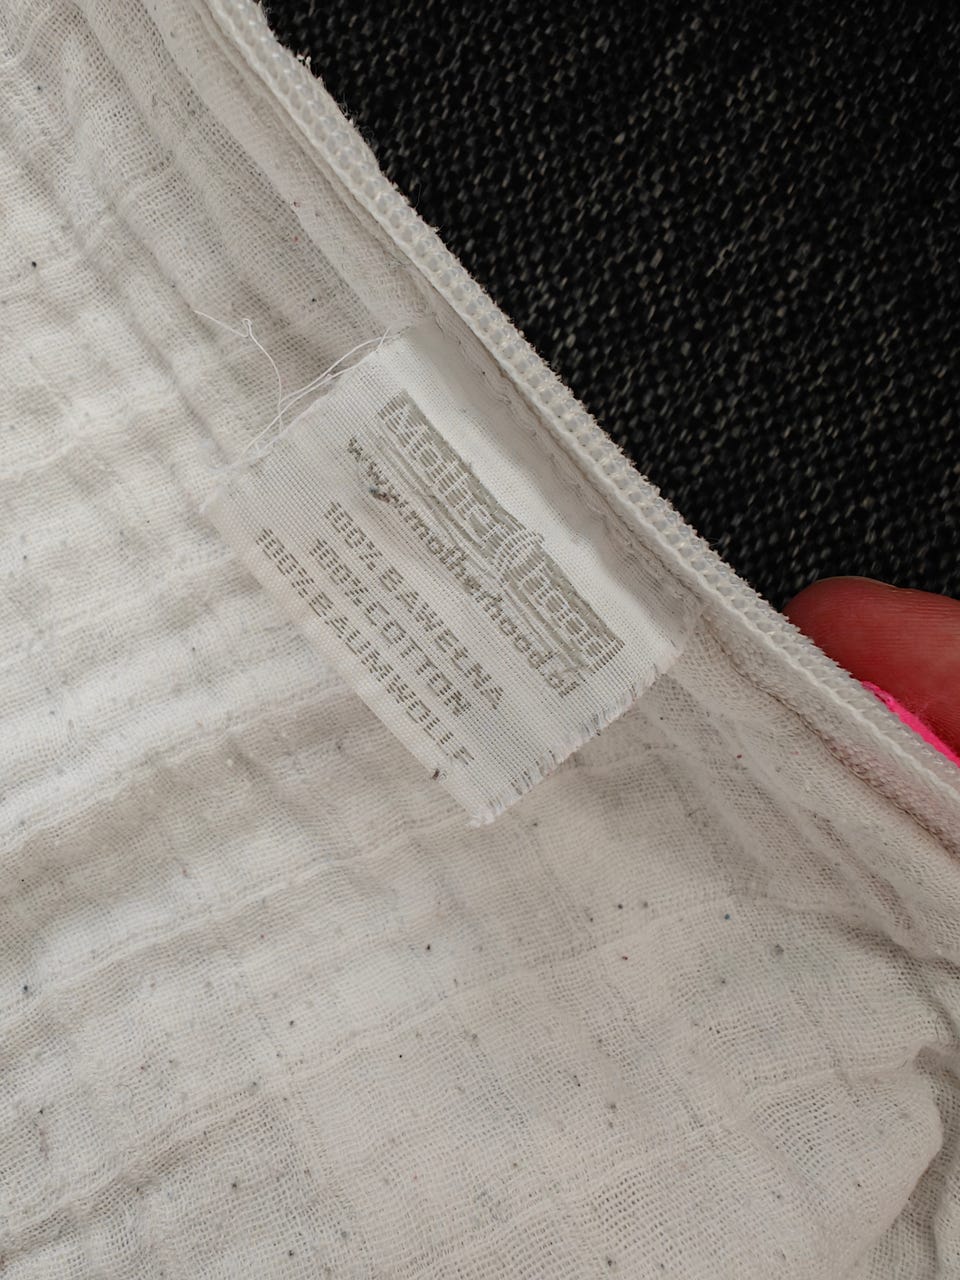 MotherHood
www.motherhood.pl
100% BAWEŁNA
100% COTTON
100% BAUMWOLLE